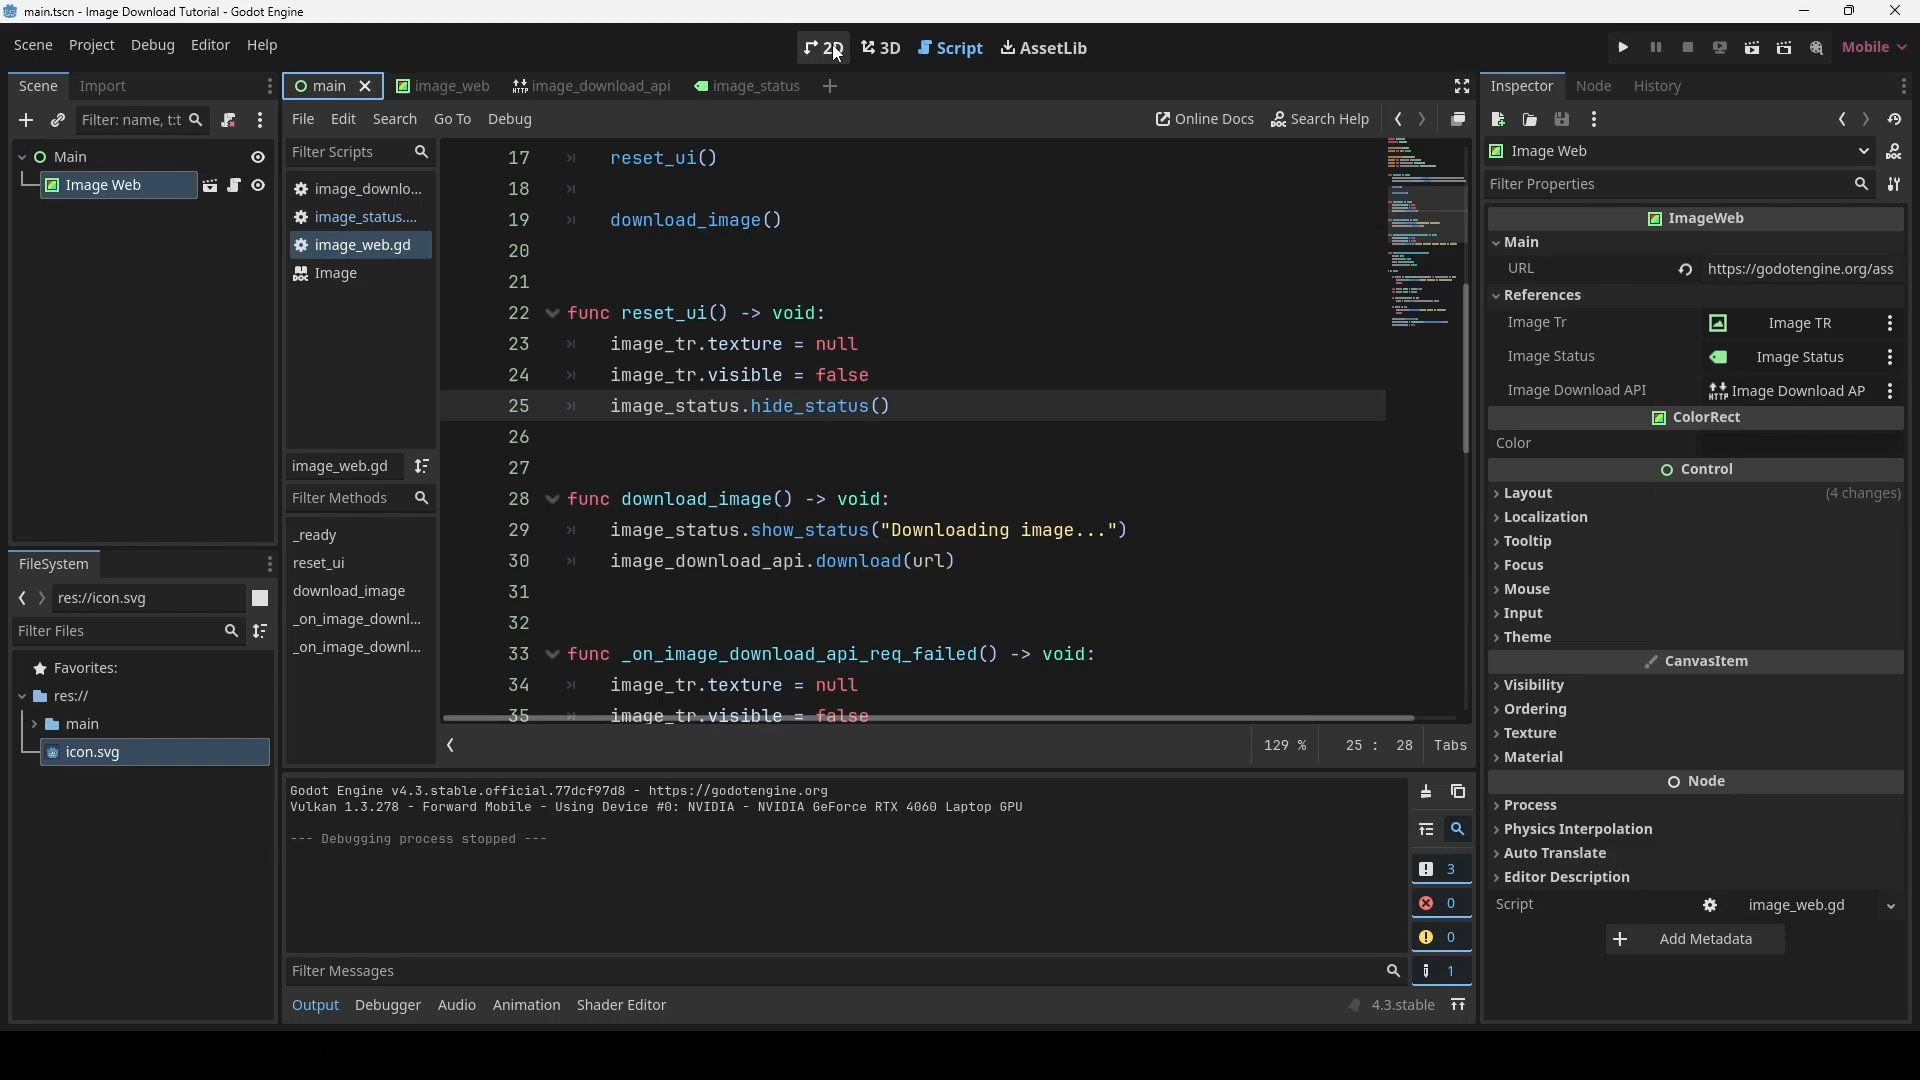 main.tscn - Image Download Tutorial - Godot Engine
Scene Project Debug Editor Help
2D 3D Script AssetLib
Mobile
Scene Import
Filter: name, t:t
Main
Image Web
FileSystem
res://icon.svg
Filter Files
Favorites:
res://
main
icon.svg
main image_web image_download_api image_status
File Edit Search Go To Debug
Online Docs Search Help
Filter Scripts
image_downlo...
image_status....
image_web.gd
Image
image_web.gd
Filter Methods
_ready
reset_ui
download_image
_on_image_downl...
_on_image_downl...
17 reset_ui()
18
19 download_image()
20
21
22 func reset_ui() -> void:
23 image_tr.texture = null
24 image_tr.visible = false
25 image_status.hide_status()
26
27
28 func download_image() -> void:
29 image_status.show_status("Downloading image...")
30 image_download_api.download(url)
31
32
33 func _on_image_download_api_req_failed() -> void:
34 image_tr.texture = null
35 image_tr.visible = false
129 % 25 : 28 Tabs
Godot Engine v4.3.stable.official.77dcf97d8 - https://godotengine.org
Vulkan 1.3.278 - Forward Mobile - Using Device #0: NVIDIA - NVIDIA GeForce RTX 4060 Laptop GPU
--- Debugging process stopped ---
3
0
0
1
Filter Messages
Output Debugger Audio Animation Shader Editor
4.3.stable
Inspector Node History
Image Web
Filter Properties
ImageWeb
Main
URL https://godotengine.org/ass
References
Image Tr Image TR
Image Status Image Status
Image Download API Image Download AP
ColorRect
Color
Control
Layout (4 changes)
Localization
Tooltip
Focus
Mouse
Input
Theme
CanvasItem
Visibility
Ordering
Texture
Material
Node
Process
Physics Interpolation
Auto Translate
Editor Description
Script image_web.gd
Add Metadata